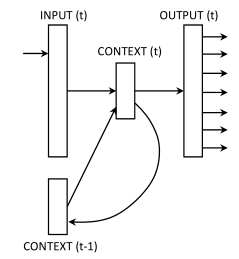 INPUT (t)
OUTPUT (t)
CONTEXT (t)
CONTEXT (t-1)